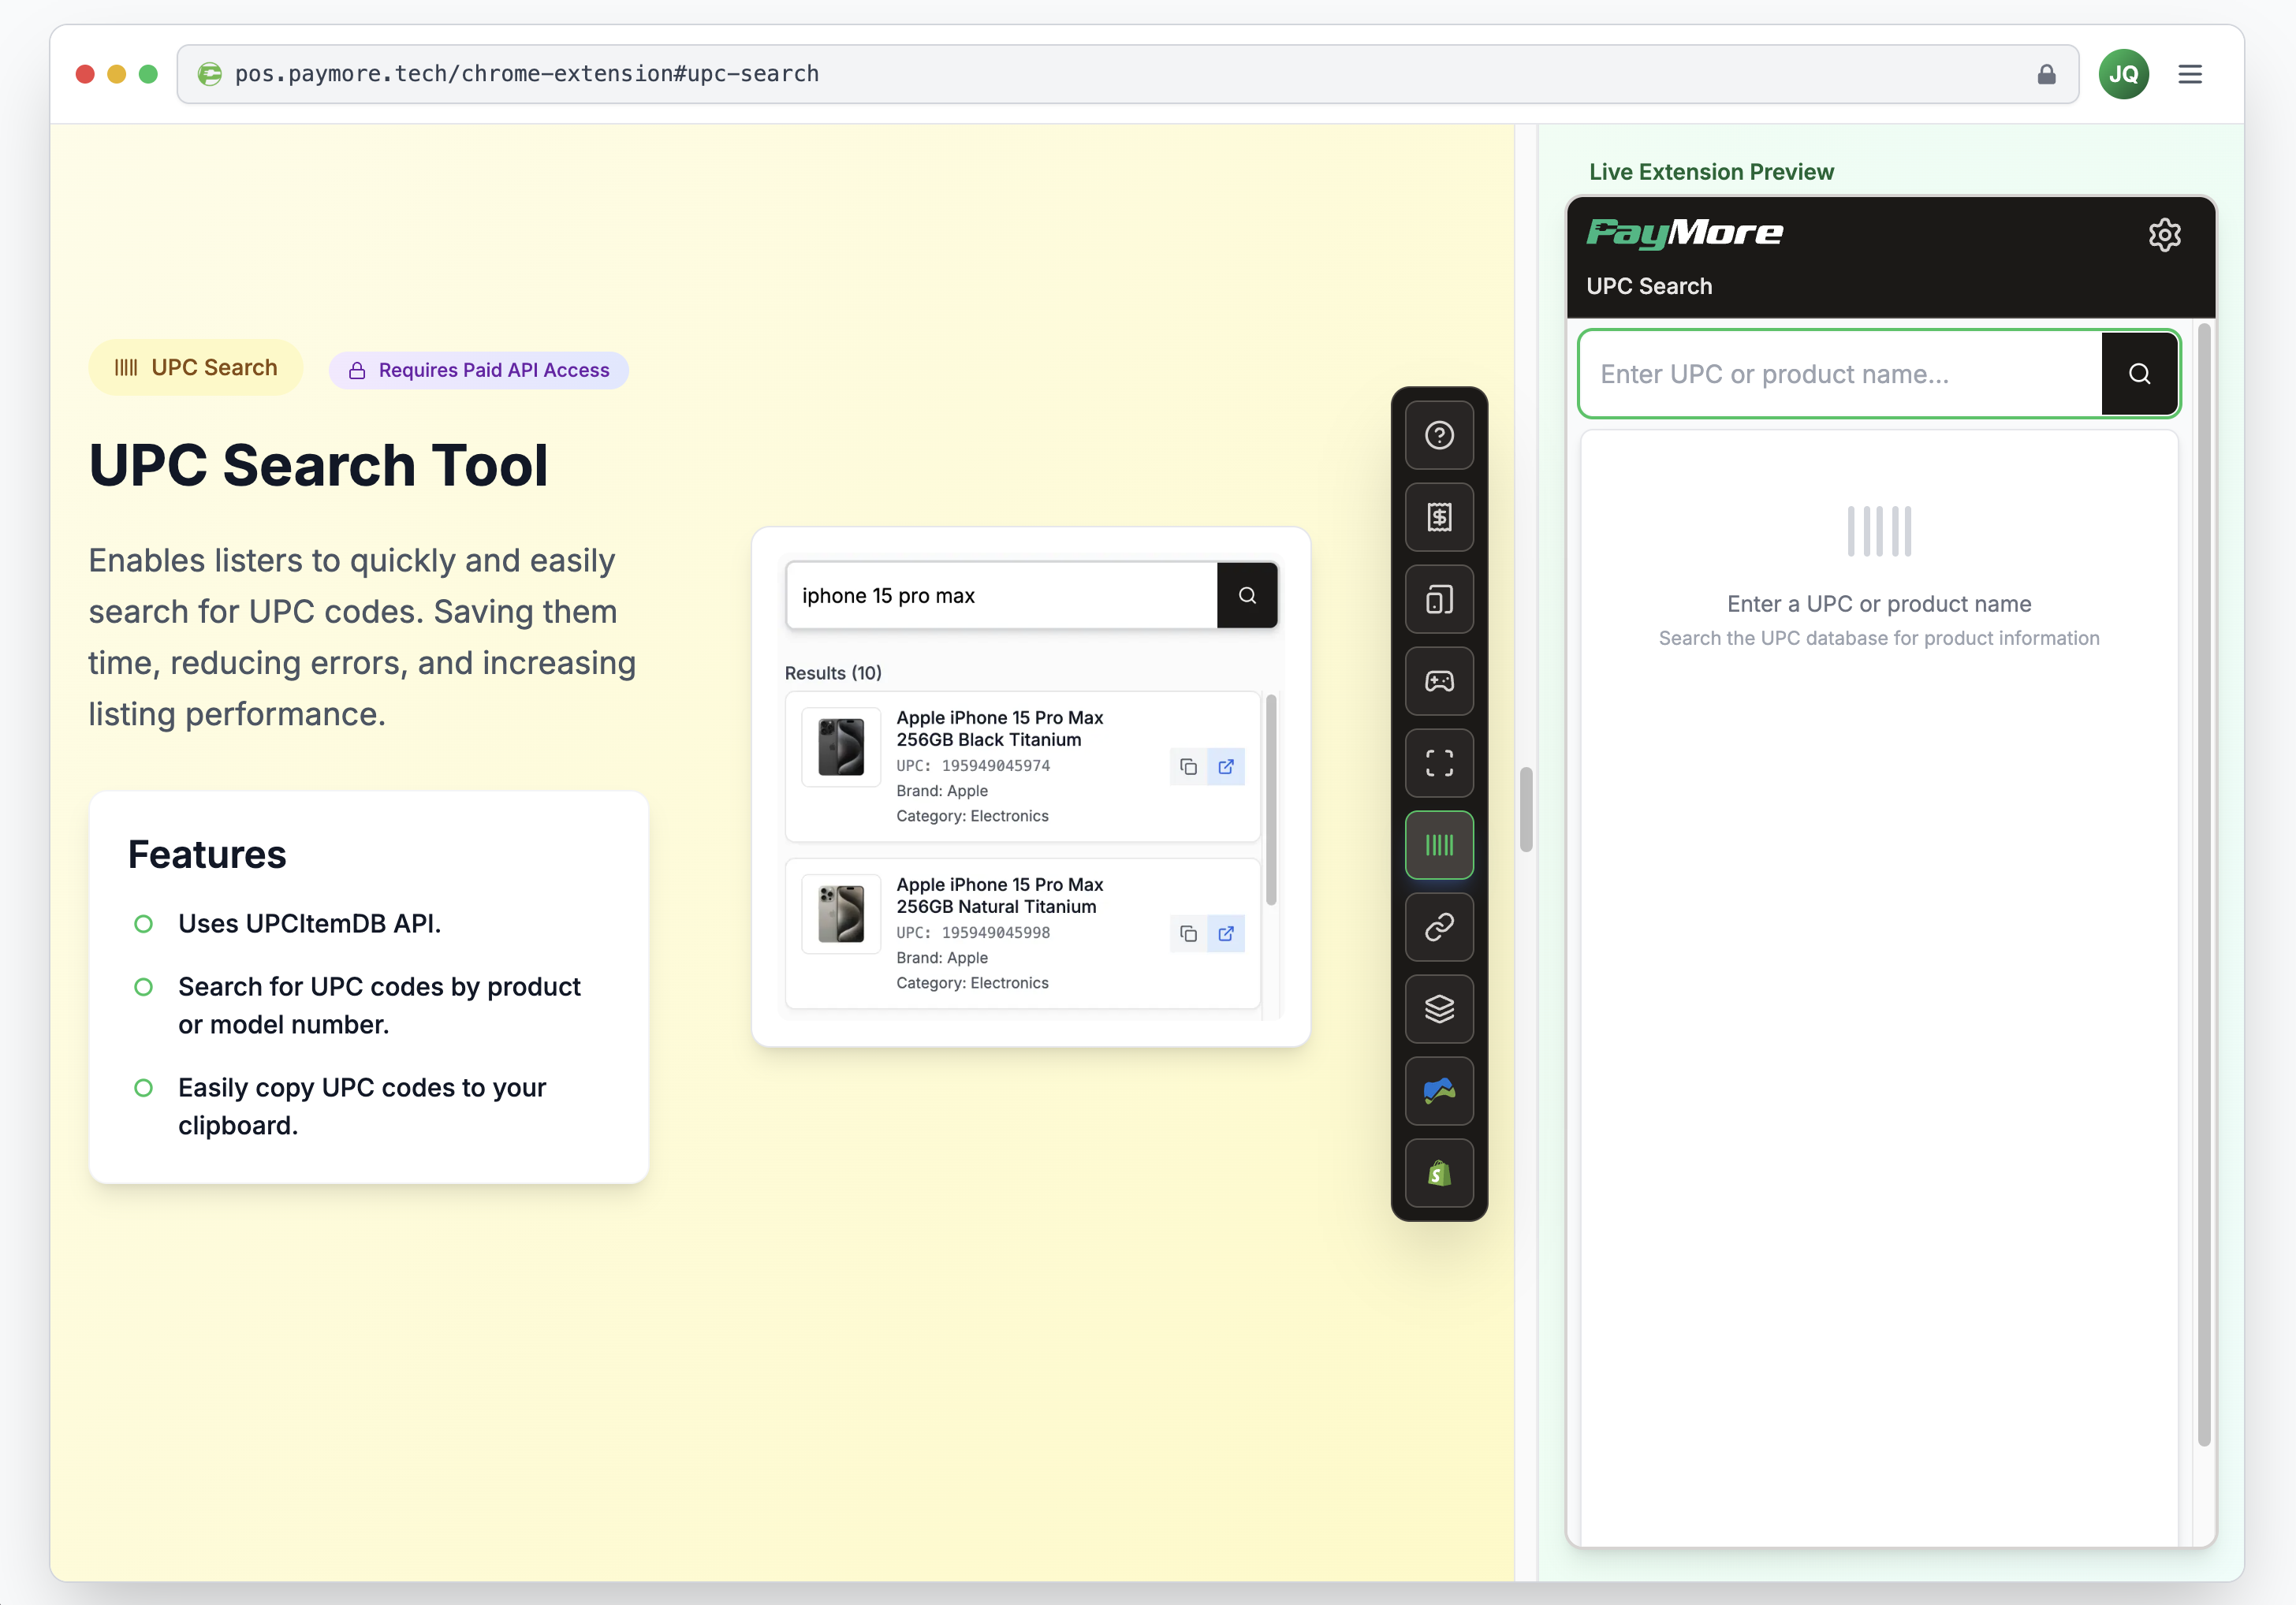 pos.paymore.tech/chrome-extension#upc-search
JQ
UPC Search
Requires Paid API Access
UPC Search Tool
Enables listers to quickly and easily
search for UPC codes. Saving them
time, reducing errors, and increasing
listing performance.
Features
Uses UPCItemDB API.
Search for UPC codes by product
or model number.
Easily copy UPC codes to your
clipboard.
iphone 15 pro max
Results (10)
Apple iPhone 15 Pro Max
256GB Black Titanium
UPC: 195949045974
Brand: Apple
Category: Electronics
Apple iPhone 15 Pro Max
256GB Natural Titanium
UPC: 195949045998
Brand: Apple
Category: Electronics
Live Extension Preview
PayMore
UPC Search
Enter UPC or product name...
Enter a UPC or product name
Search the UPC database for product information